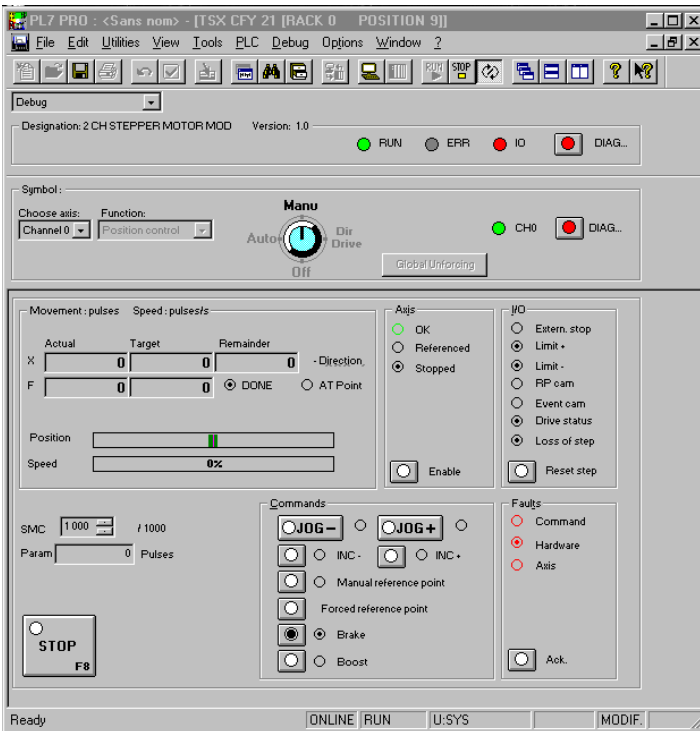 PL7 PRO : <Sans nom> - [TSX CFY 21 [RACK 0 POSITION 9]]
File Edit Utilities View Tools PLC Debug Options Window ?
RUN STOP
Debug
Designation: 2 CH STEPPER MOTOR MOD Version: 1.0
RUN ERR IO DIAG...
Symbol :
Choose axis: Function:
Channel 0 Position control
Manu
Auto Dir Drive
Off
CH0 DIAG...
Global Unforcing
Movement : pulses Speed : pulses/s
Actual Target Remainder
X 0 0 0 - Direction
F 0 0 DONE AT Point
Position
Speed 0%
Axis
OK
Referenced
Stopped
Enable
I/O
Extern. stop
Limit +
Limit -
RP cam
Event cam
Drive status
Loss of step
Reset step
SMC 1 000 / 1000
Param 0 Pulses
STOP
F8
Commands
JOG- JOG+
INC - INC +
Manual reference point
Forced reference point
Brake
Boost
Faults
Command
Hardware
Axis
Ack.
Ready ONLINE RUN U:SYS MODIF.